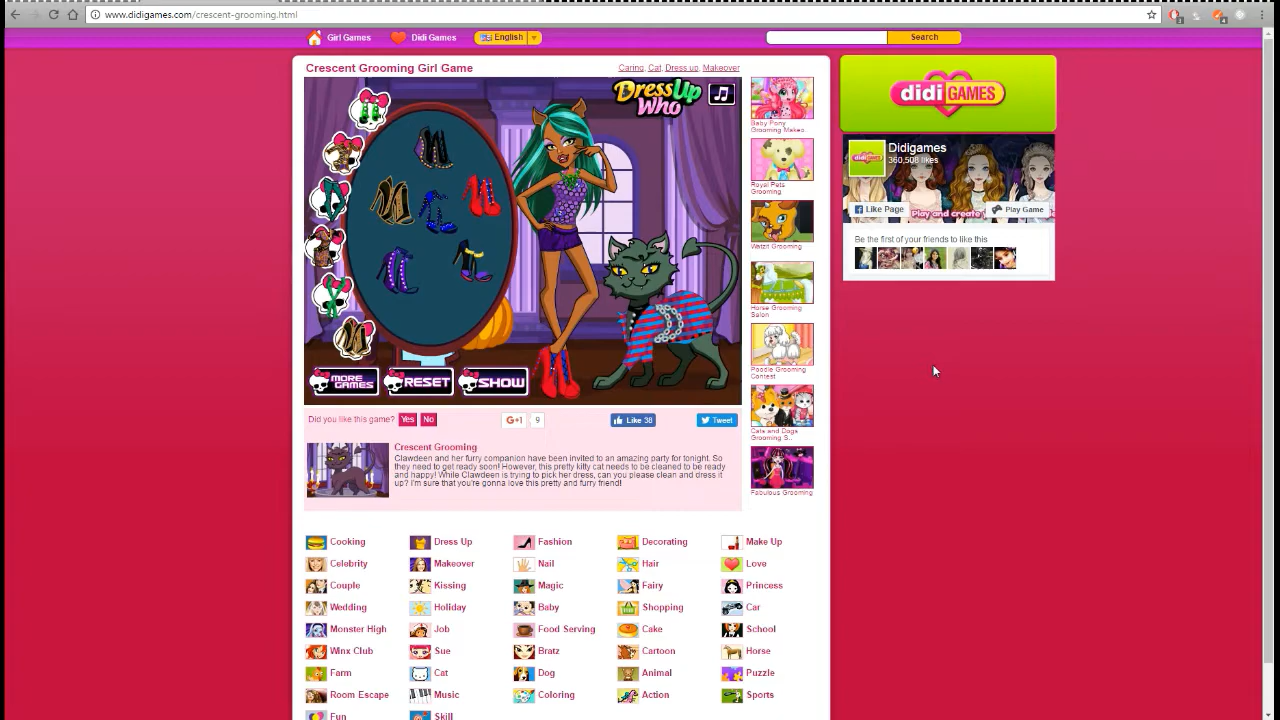 www.didigames.com/crescent-grooming.html
Girl Games
Didi Games
English
Search
Crescent Grooming Girl Game
Caring, Cat, Dress up, Makeover
DressUp
Who
MORE
GAMES
RESET
SHOW
Baby Pony
Grooming Makeo
Royal Pets
Grooming
Watzit Grooming
Horse Grooming
Salon
Poodle Grooming
Contest
Cats and Dogs
Grooming S..
Fabulous Grooming
didi GAMES
Didigames
360,508 likes
Like Page
Play and create
Play Game
Be the first of your friends to like this
Did you like this game? Yes No
G+1 9
Like 38
Tweet
Crescent Grooming
Clawdeen and her furry companion have been invited to an amazing party for tonight. So
they need to get ready soon! However, this pretty kitty cat needs to be cleaned to be ready
and happy! While Clawdeen is trying to pick her dress, can you please clean and dress it
up? I'm sure that you're gonna love this pretty and furry friend!
Cooking Dress Up Fashion Decorating Make Up
Celebrity Makeover Nail Hair Love
Couple Kissing Magic Fairy Princess
Wedding Holiday Baby Shopping Car
Monster High Job Food Serving Cake School
Winx Club Sue Bratz Cartoon Horse
Farm Cat Dog Animal Puzzle
Room Escape Music Coloring Action Sports
Fun Skill